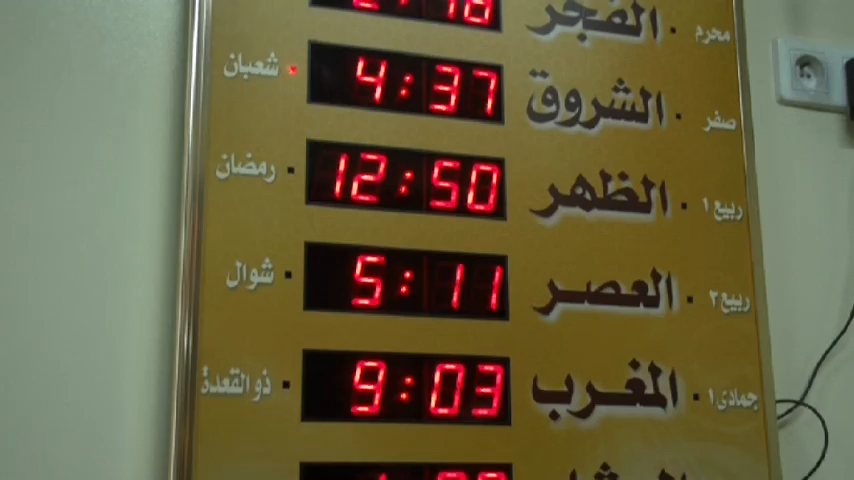 محرم الفجر
صفر الشروق 4:37 شعبان
ربيع ١ الظهر 12:50 رمضان
ربيع ٢ العصر 5:11 شوال
جمادى ١ المغرب 9:03 ذو القعدة